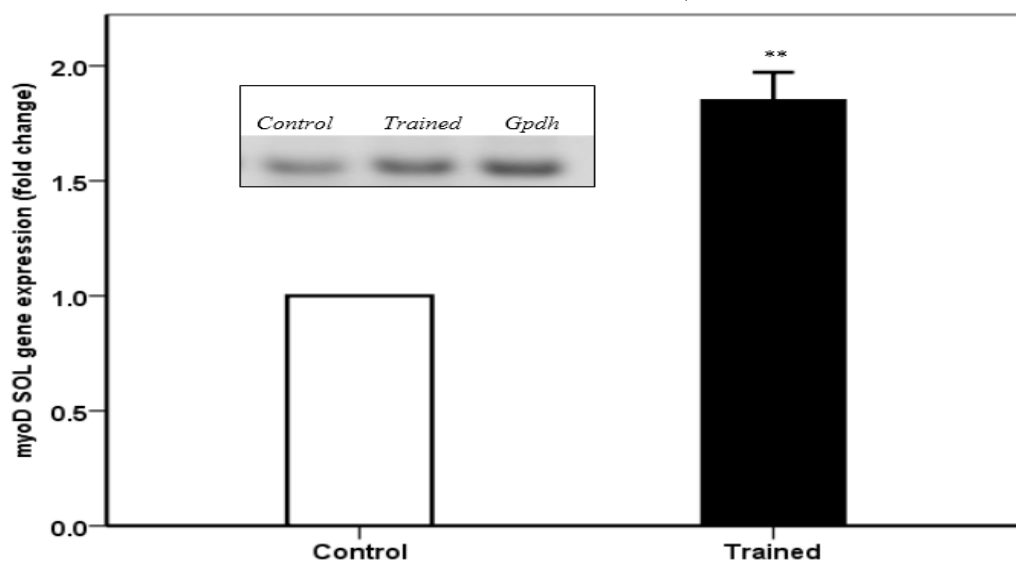 myoD SOL gene expression (fold change)
2.0
1.5
1.0
0.5
0.0
**
Control Trained Gpdh
Control Trained